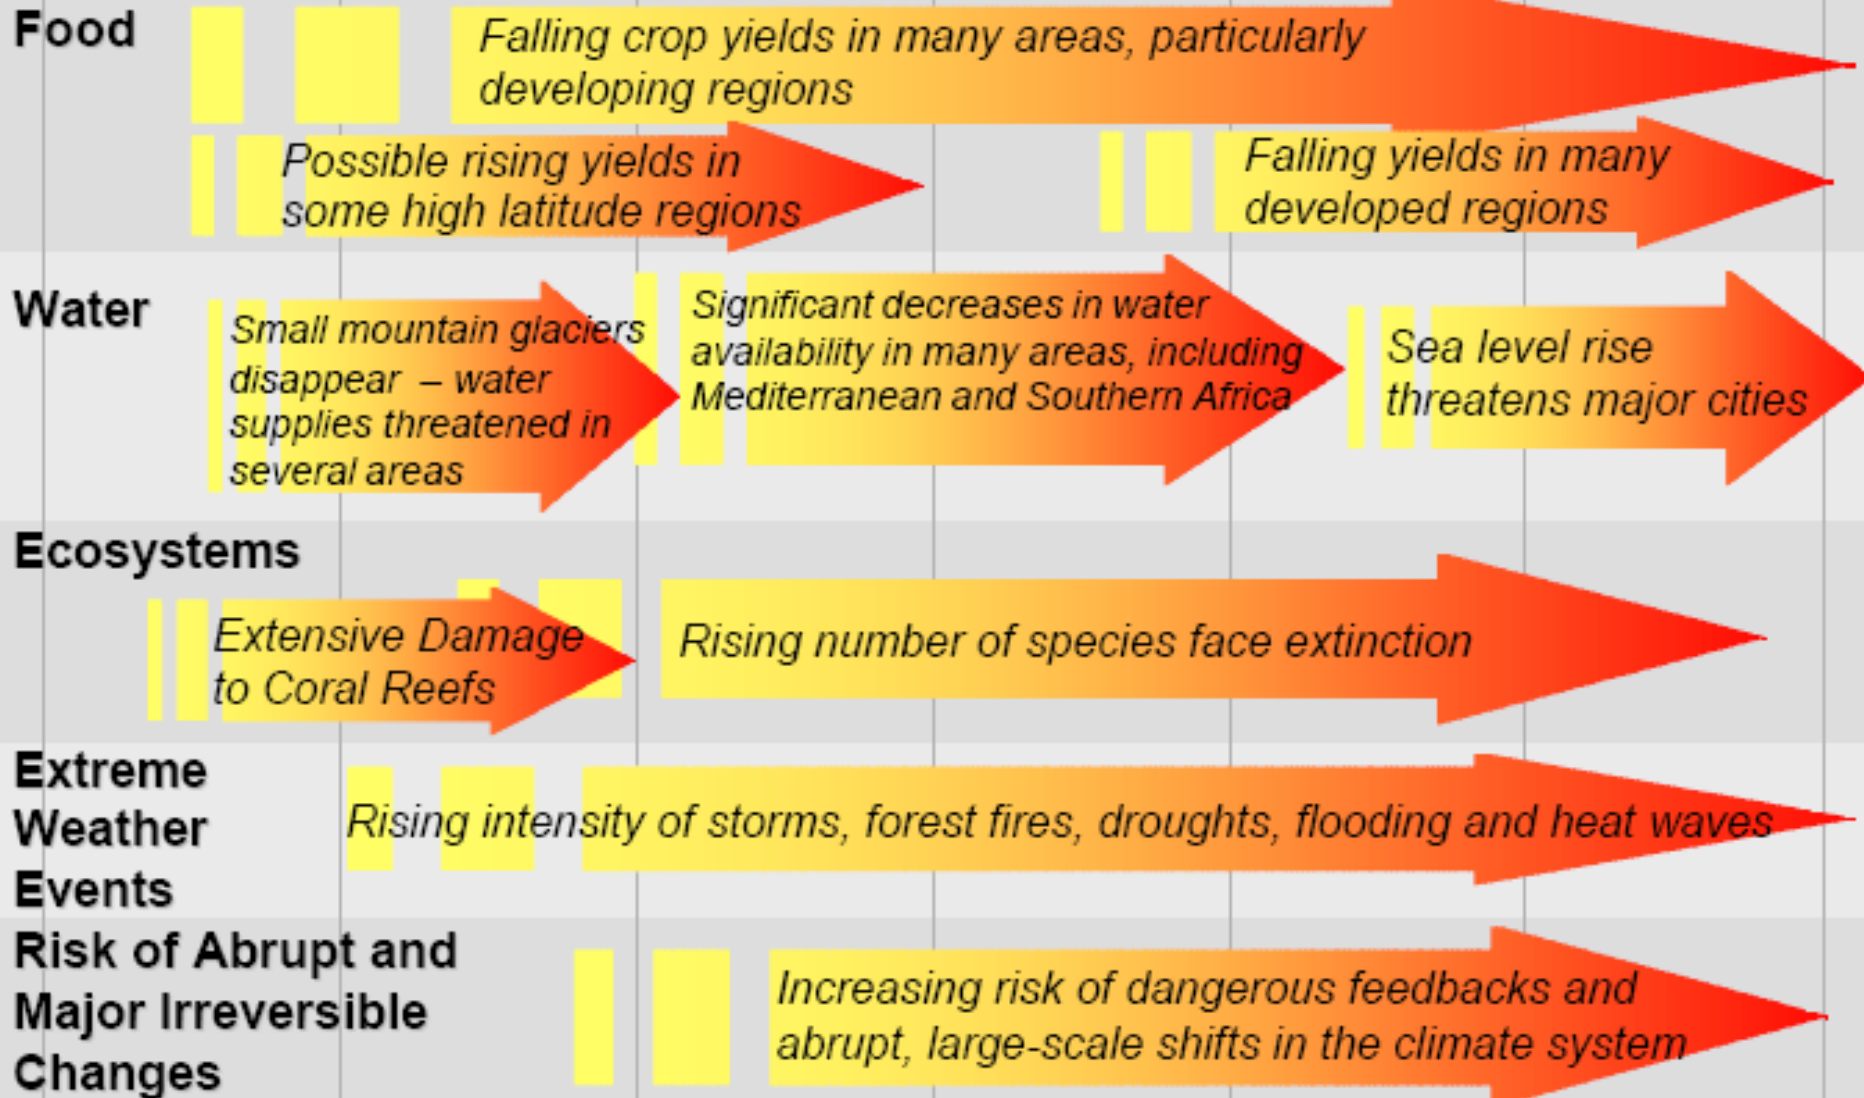 Food
Falling crop yields in many areas, particularly
developing regions
Possible rising yields in
some high latitude regions
Falling yields in many
developed regions
Water
Small mountain glaciers
disappear – water
supplies threatened in
several areas
Significant decreases in water
availability in many areas, including
Mediterranean and Southern Africa
Sea level rise
threatens major cities
Ecosystems
Extensive Damage
to Coral Reefs
Rising number of species face extinction
Extreme
Weather
Events
Rising intensity of storms, forest fires, droughts, flooding and heat waves
Risk of Abrupt and
Major Irreversible
Changes
Increasing risk of dangerous feedbacks and
abrupt, large-scale shifts in the climate system